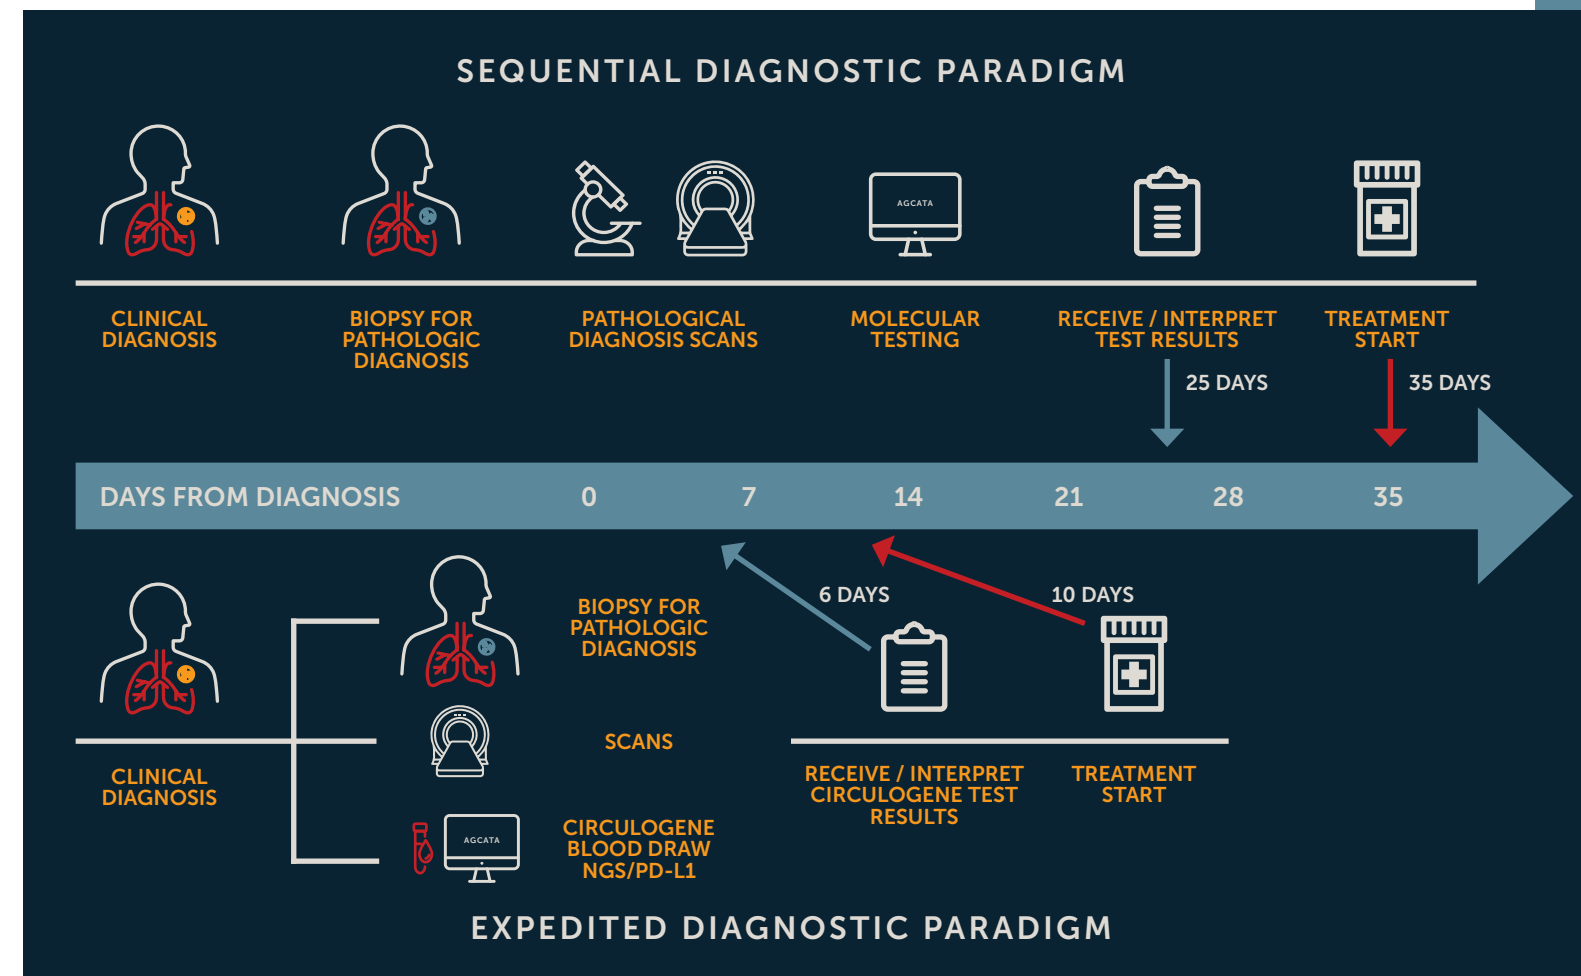 SEQUENTIAL DIAGNOSTIC PARADIGM
AGCATA
CLINICAL
DIAGNOSIS
BIOPSY FOR
PATHOLOGIC
DIAGNOSIS
PATHOLOGICAL
DIAGNOSIS SCANS
MOLECULAR
TESTING
RECEIVE / INTERPRET
TEST RESULTS
TREATMENT
START
25 DAYS
35 DAYS
DAYS FROM DIAGNOSIS 0 7 14 21 28 35
6 DAYS
10 DAYS
CLINICAL
DIAGNOSIS
BIOPSY FOR
PATHOLOGIC
DIAGNOSIS
SCANS
AGCATA
CIRCULOGENE
BLOOD DRAW
NGS/PD-L1
RECEIVE / INTERPRET
CIRCULOGENE TEST
RESULTS
TREATMENT
START
EXPEDITED DIAGNOSTIC PARADIGM